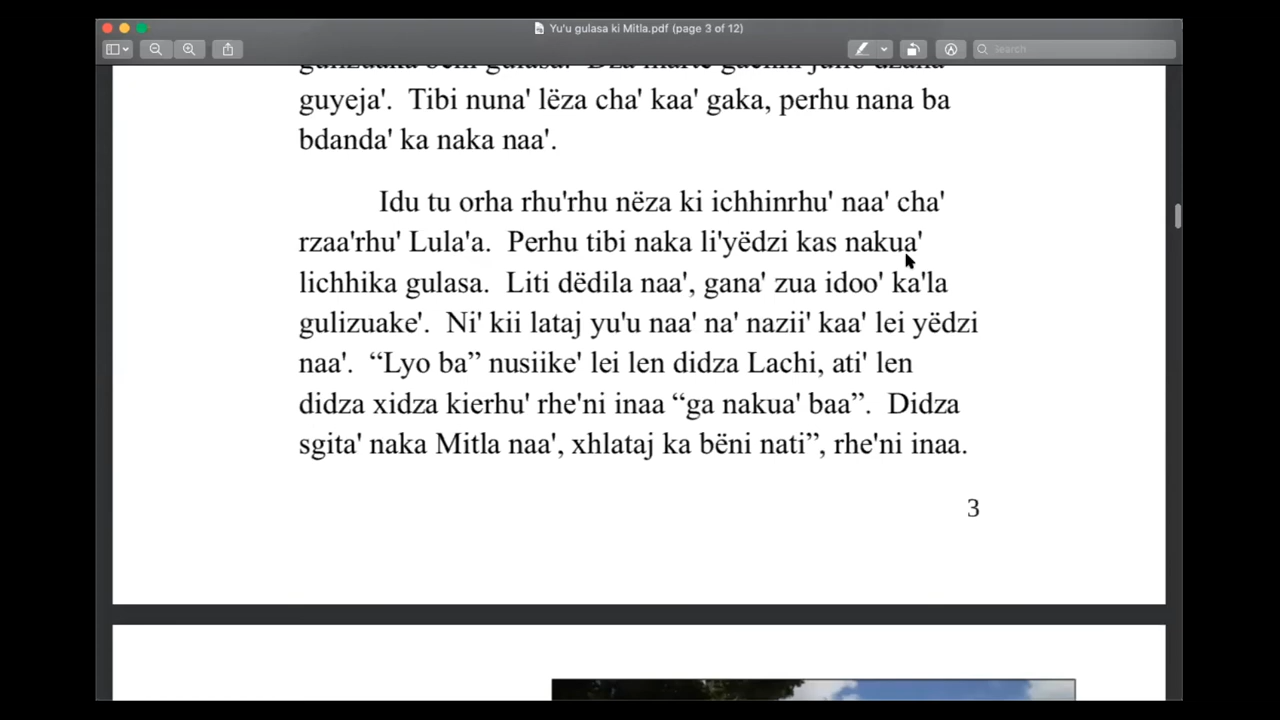 Yu'u gulasa ki Mitla.pdf (page 3 of 12)
Search
guyeja'. Tibi nuna' lëza cha' kaa' gaka, perhu nana ba
bdanda' ka naka naa'.
Idu tu orha rhu'rhu nëza ki ichhinrhu' naa' cha'
rzaa'rhu' Lula'a. Perhu tibi naka li'yëdzi kas nakua'
lichhika gulasa. Liti dëdila naa', gana' zua idoo' ka'la
gulizuake'. Ni' kii lataj yu'u naa' na' nazii' kaa' lei yëdzi
naa'. “Lyo ba” nusiike' lei len didza Lachi, ati' len
didza xidza kierhu' rhe'ni inaa “ga nakua' baa”. Didza
sgita' naka Mitla naa', xhlataj ka bëni nati”, rhe'ni inaa.
3